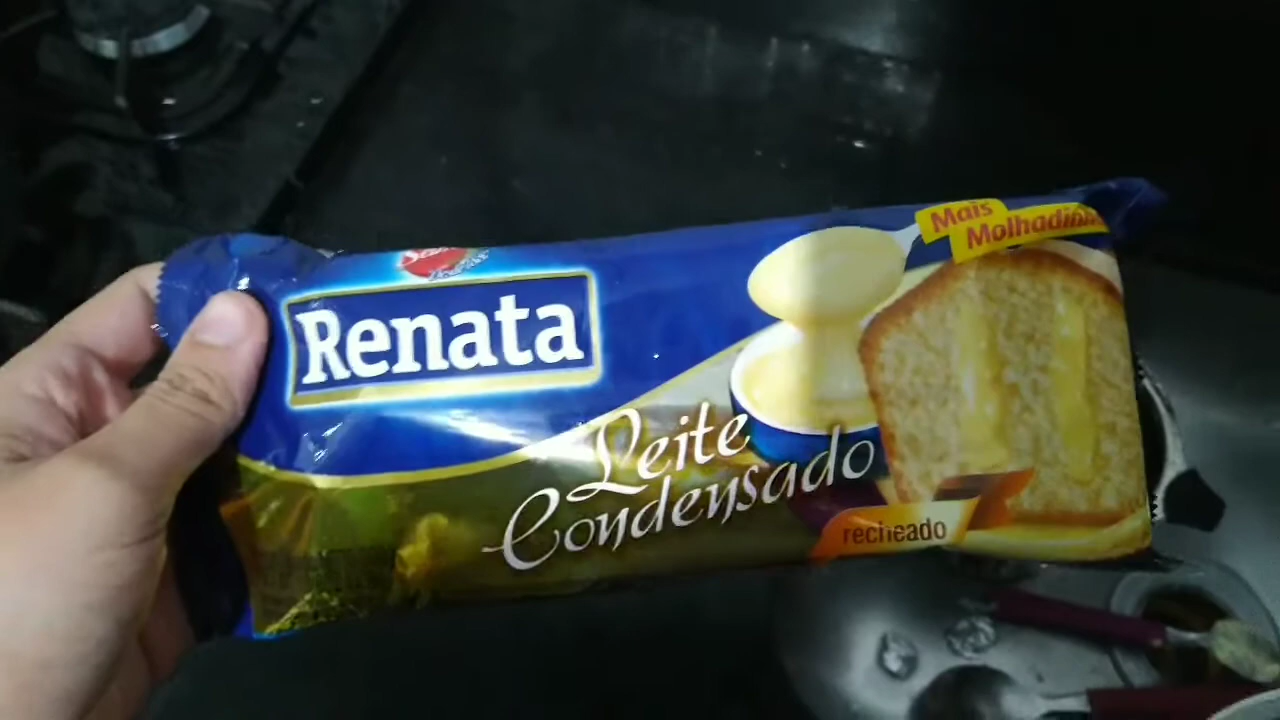 Renata
Mais
Molhadinho
Leite
Condensado
recheado